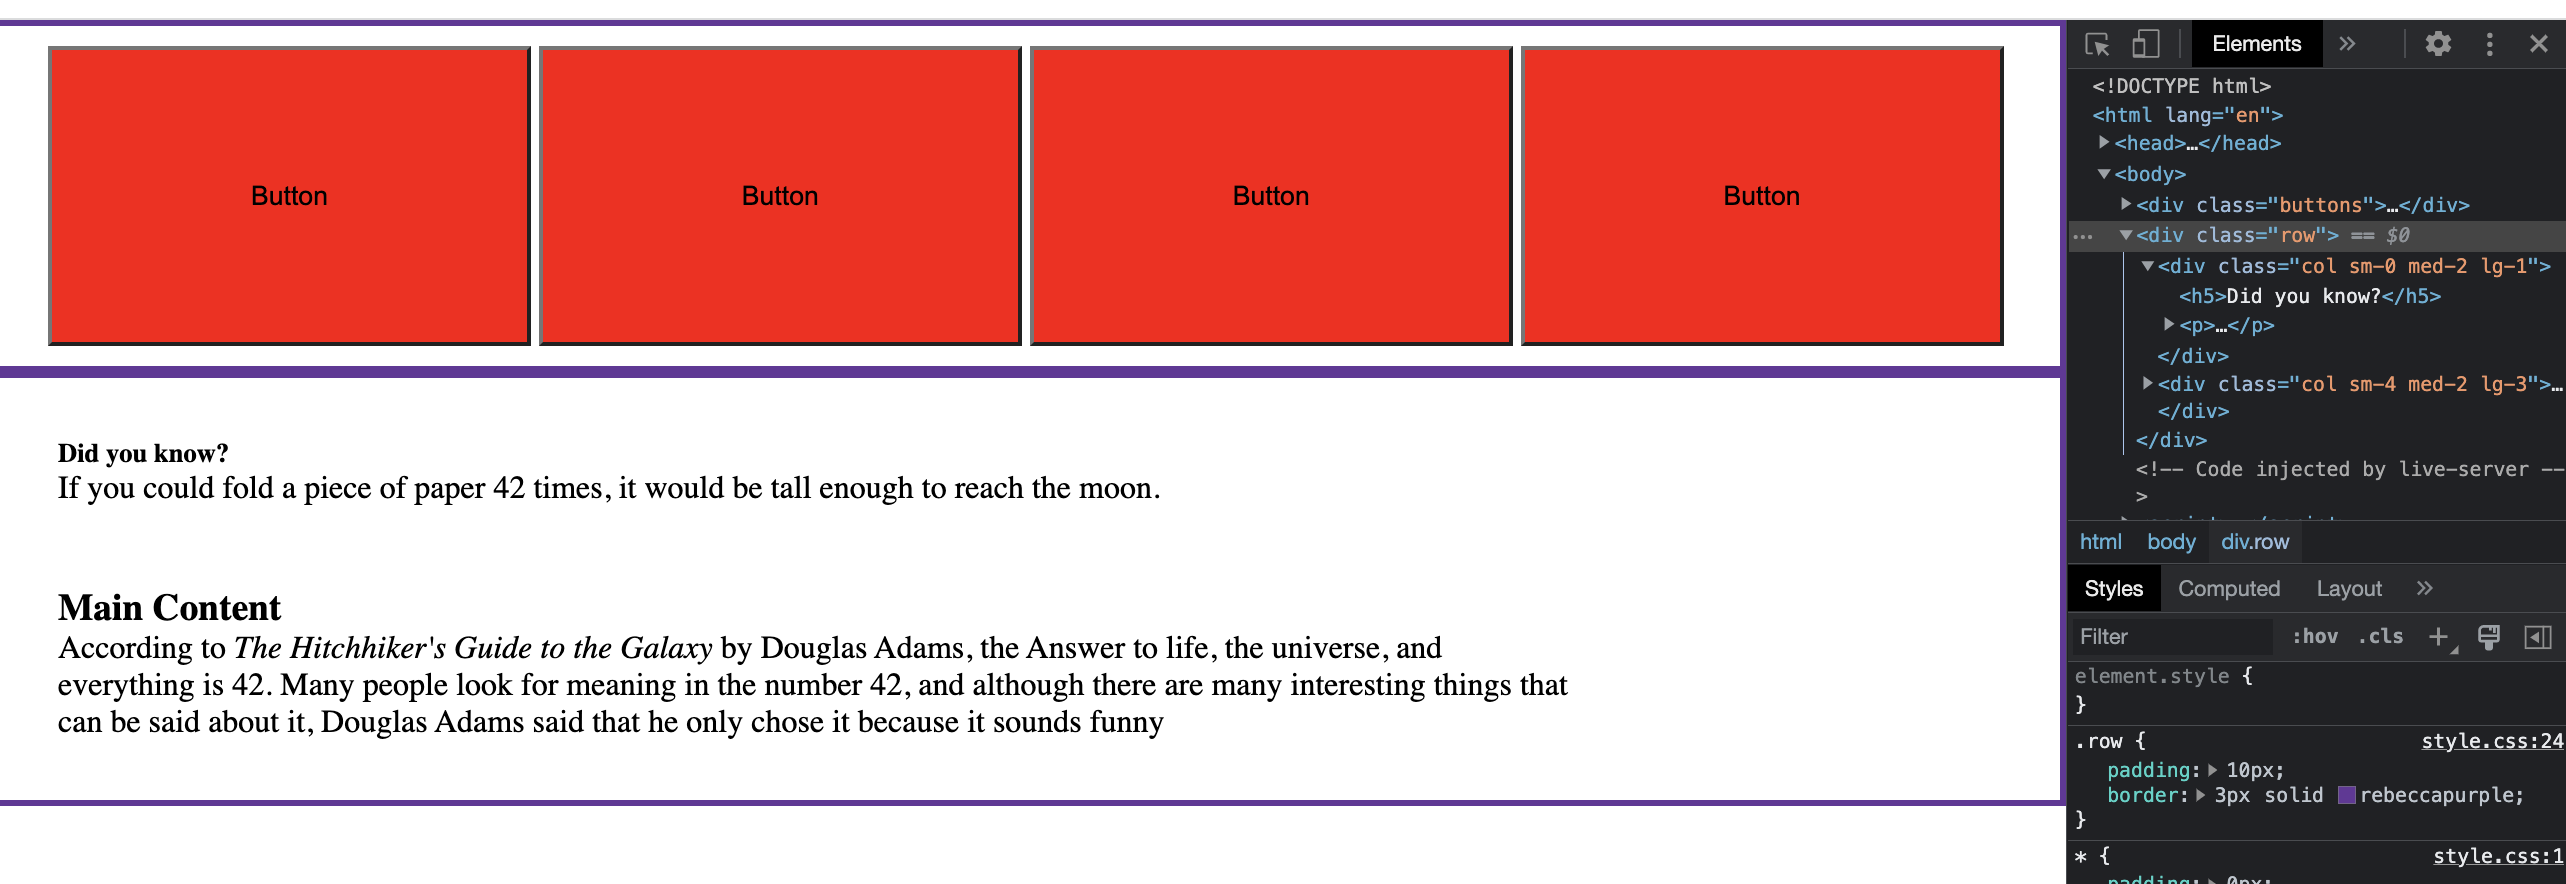 Button Button Button Button
Did you know?
If you could fold a piece of paper 42 times, it would be tall enough to reach the moon.
Main Content
According to The Hitchhiker's Guide to the Galaxy by Douglas Adams, the Answer to life, the universe, and
everything is 42. Many people look for meaning in the number 42, and although there are many interesting things that
can be said about it, Douglas Adams said that he only chose it because it sounds funny
Elements »
<!DOCTYPE html>
<html lang="en">
<head>…</head>
<body>
<div class="buttons">…</div>
… <div class="row"> == $0
<div class="col sm-0 med-2 lg-1">
<h5>Did you know?</h5>
<p>…</p>
</div>
<div class="col sm-4 med-2 lg-3">…
</div>
</div>
<!-- Code injected by live-server --
>
html body div.row
Styles Computed Layout »
Filter :hov .cls +
element.style {
}
.row { style.css:24
padding: 10px;
border: 3px solid rebeccapurple;
}
* { style.css:1
padding: 0px;